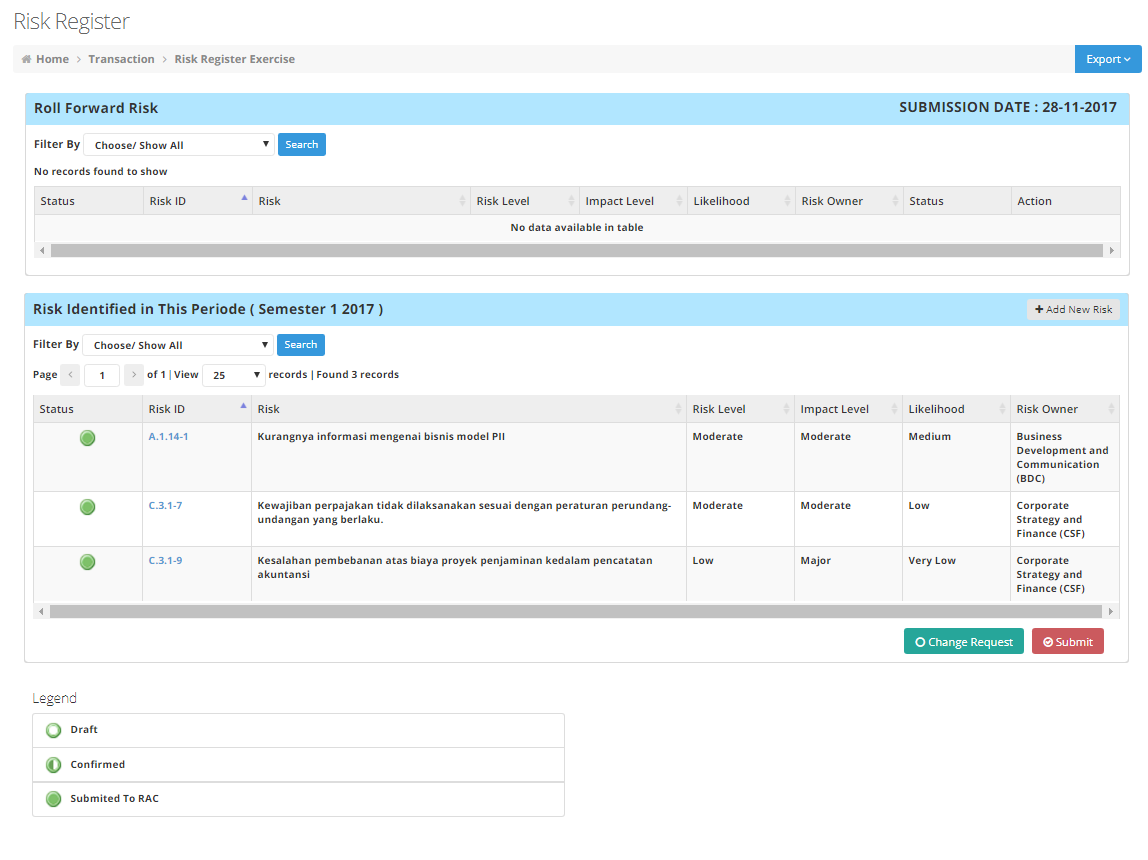 Risk Register
Home > Transaction > Risk Register Exercise
Export
Roll Forward Risk SUBMISSION DATE : 28-11-2017
Filter By Choose/ Show All Search
No records found to show
Status Risk ID Risk Risk Level Impact Level Likelihood Risk Owner Status Action
No data available in table
Risk Identified in This Periode ( Semester 1 2017 ) + Add New Risk
Filter By Choose/ Show All Search
Page < 1 > of 1 | View 25 records | Found 3 records
Status Risk ID Risk Risk Level Impact Level Likelihood Risk Owner
A.1.14-1 Kurangnya informasi mengenai bisnis model PII Moderate Moderate Medium Business
Development and
Communication
(BDC)
C.3.1-7 Kewajiban perpajakan tidak dilaksanakan sesuai dengan peraturan perundang- Moderate Moderate Low Corporate
undangan yang berlaku. Strategy and
Finance (CSF)
C.3.1-9 Kesalahan pembebanan atas biaya proyek penjaminan kedalam pencatatan Low Major Very Low Corporate
akuntansi Strategy and
Finance (CSF)
Change Request Submit
Legend
Draft
Confirmed
Submited To RAC